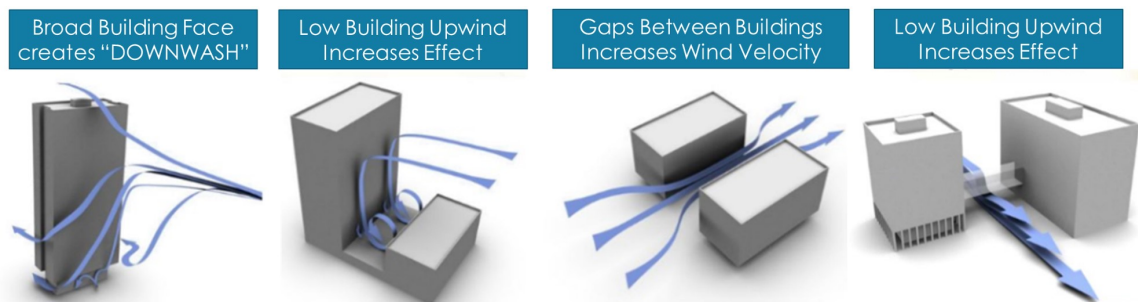 Broad Building Face
creates “DOWNWASH”
Low Building Upwind
Increases Effect
Gaps Between Buildings
Increases Wind Velocity
Low Building Upwind
Increases Effect